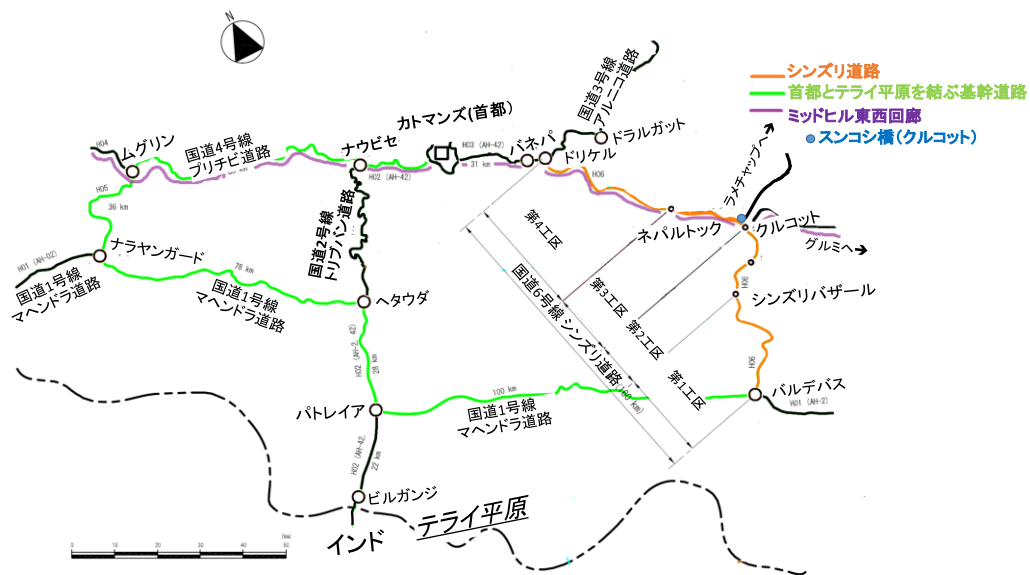 N
シンズリ道路
首都とテライ平原を結ぶ基幹道路
ミッドヒル東西回廊
スンコシ橋(クルコット)
国道3号線
アルニコ道路
カトマンズ(首都)
H03 (AH-42)
31 km
バネパ
ドリケル
ドラルガット
H04
ムグリン
国道4号線
プリチビ道路
ナウビセ
H02 (AH-42)
H06
ラメチャップへ
H05
36 km
国道2号線
トリブバン道路
ネパルトック
クルコット
グルミへ
第4工区
ナラヤンガード
H01 (AH-02)
国道1号線
マヘンドラ道路
78 km
国道1号線
マヘンドラ道路
ヘタウダ
第3工区
第2工区
第1工区
国道6号線 シンズリ道路
H06
シンズリバザール
H02 (AH-2, 42)
28 km
H06
100 km
国道1号線
マヘンドラ道路
パトレイア
バルデバス
H01 (AH-2)
H02 (AH-42,
22 km
ビルガンジ
テライ平原
インド
0 10 20 30 40 50